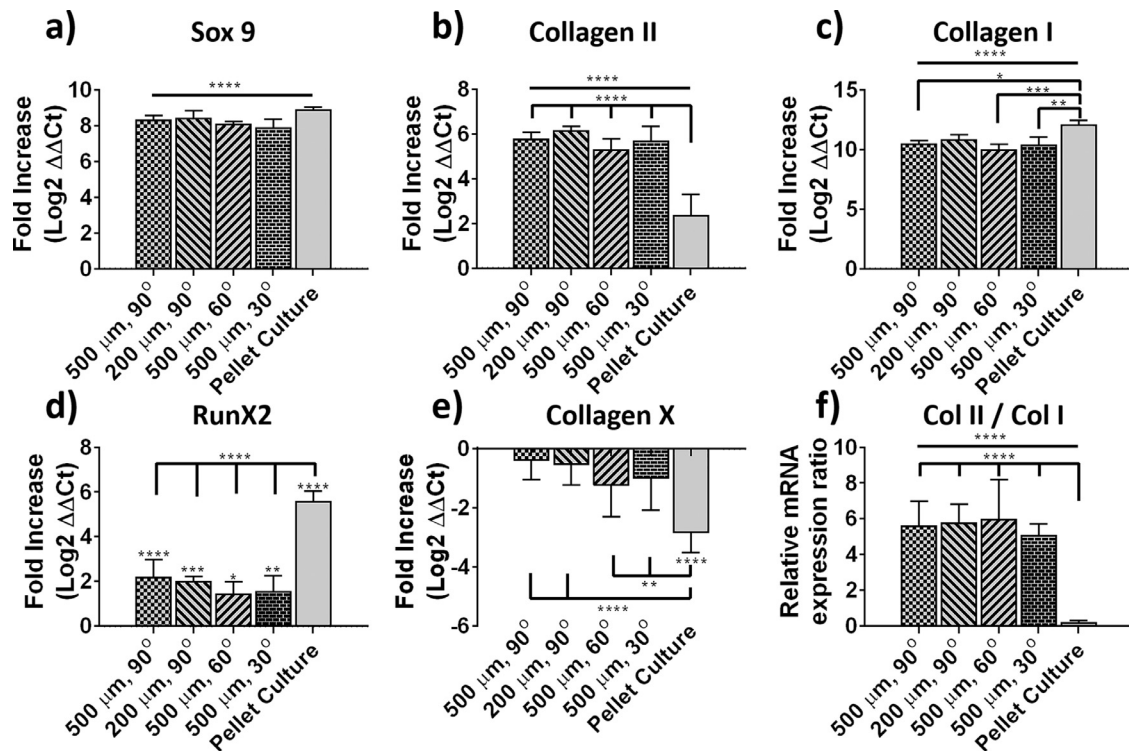 a)
Sox 9
Fold Increase
(Log2 ΔΔCt)
10
8
6
4
2
0
****
500 μm, 90°
200 μm, 90°
500 μm, 60°
500 μm, 30°
Pellet Culture
b)
Collagen II
Fold Increase
(Log2 ΔΔCt)
8
6
4
2
0
****
****
500 μm, 90°
200 μm, 90°
500 μm, 60°
500 μm, 30°
Pellet Culture
c)
Collagen I
Fold Increase
(Log2 ΔΔCt)
15
10
5
0
****
*
***
**
500 μm, 90°
200 μm, 90°
500 μm, 60°
500 μm, 30°
Pellet Culture
d)
RunX2
Fold Increase
(Log2 ΔΔCt)
8
6
4
2
0
****
****
***
*
**
****
500 μm, 90°
200 μm, 90°
500 μm, 60°
500 μm, 30°
Pellet Culture
e)
Collagen X
Fold Increase
(Log2 ΔΔCt)
0
-2
-4
-6
****
**
****
500 μm, 90°
200 μm, 90°
500 μm, 60°
500 μm, 30°
Pellet Culture
f)
Col II / Col I
Relative mRNA
expression ratio
10
8
6
4
2
0
****
****
500 μm, 90°
200 μm, 90°
500 μm, 60°
500 μm, 30°
Pellet Culture